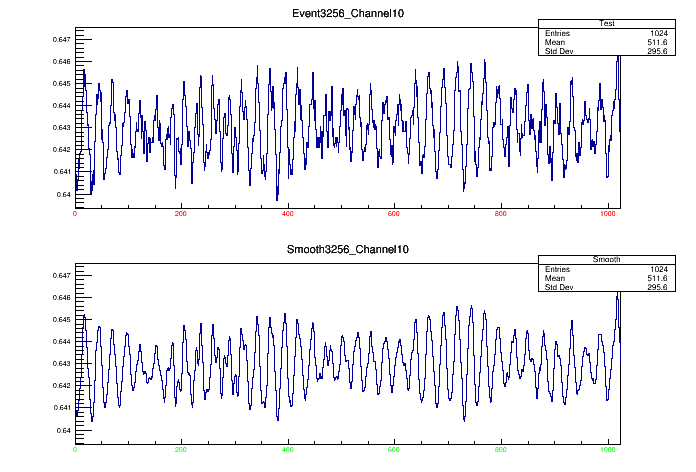 Event3256_Channel10
Test
Entries 1024
Mean 511.6
Std Dev 295.6
0.647
0.646
0.645
0.644
0.643
0.642
0.641
0.64
0 200 400 600 800 1000
Smooth3256_Channel10
Smooth
Entries 1024
Mean 511.6
Std Dev 295.6
0.647
0.646
0.645
0.644
0.643
0.642
0.641
0.64
0 200 400 600 800 1000